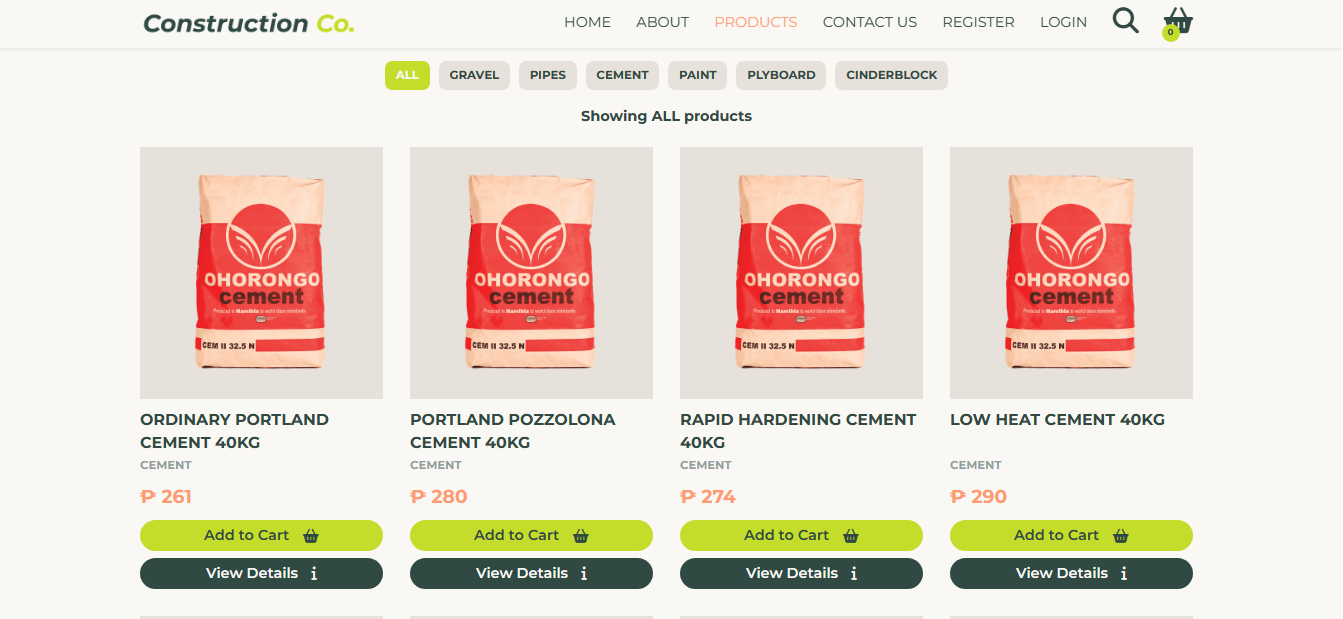 Construction Co.
HOME ABOUT PRODUCTS CONTACT US REGISTER LOGIN
0
ALL GRAVEL PIPES CEMENT PAINT PLYBOARD CINDERBLOCK
Showing ALL products
OHORONGO
cement
Produced in Namibia to world class standards
CEM II 32.5 N
OHORONGO
cement
Produced in Namibia to world class standards
CEM II 32.5 N
OHORONGO
cement
Produced in Namibia to world class standards
CEM II 32.5 N
OHORONGO
cement
Produced in Namibia to world class standards
CEM II 32.5 N
ORDINARY PORTLAND
CEMENT 40KG
CEMENT
₱ 261
Add to Cart
View Details
PORTLAND POZZOLONA
CEMENT 40KG
CEMENT
₱ 280
Add to Cart
View Details
RAPID HARDENING CEMENT
40KG
CEMENT
₱ 274
Add to Cart
View Details
LOW HEAT CEMENT 40KG
CEMENT
₱ 290
Add to Cart
View Details